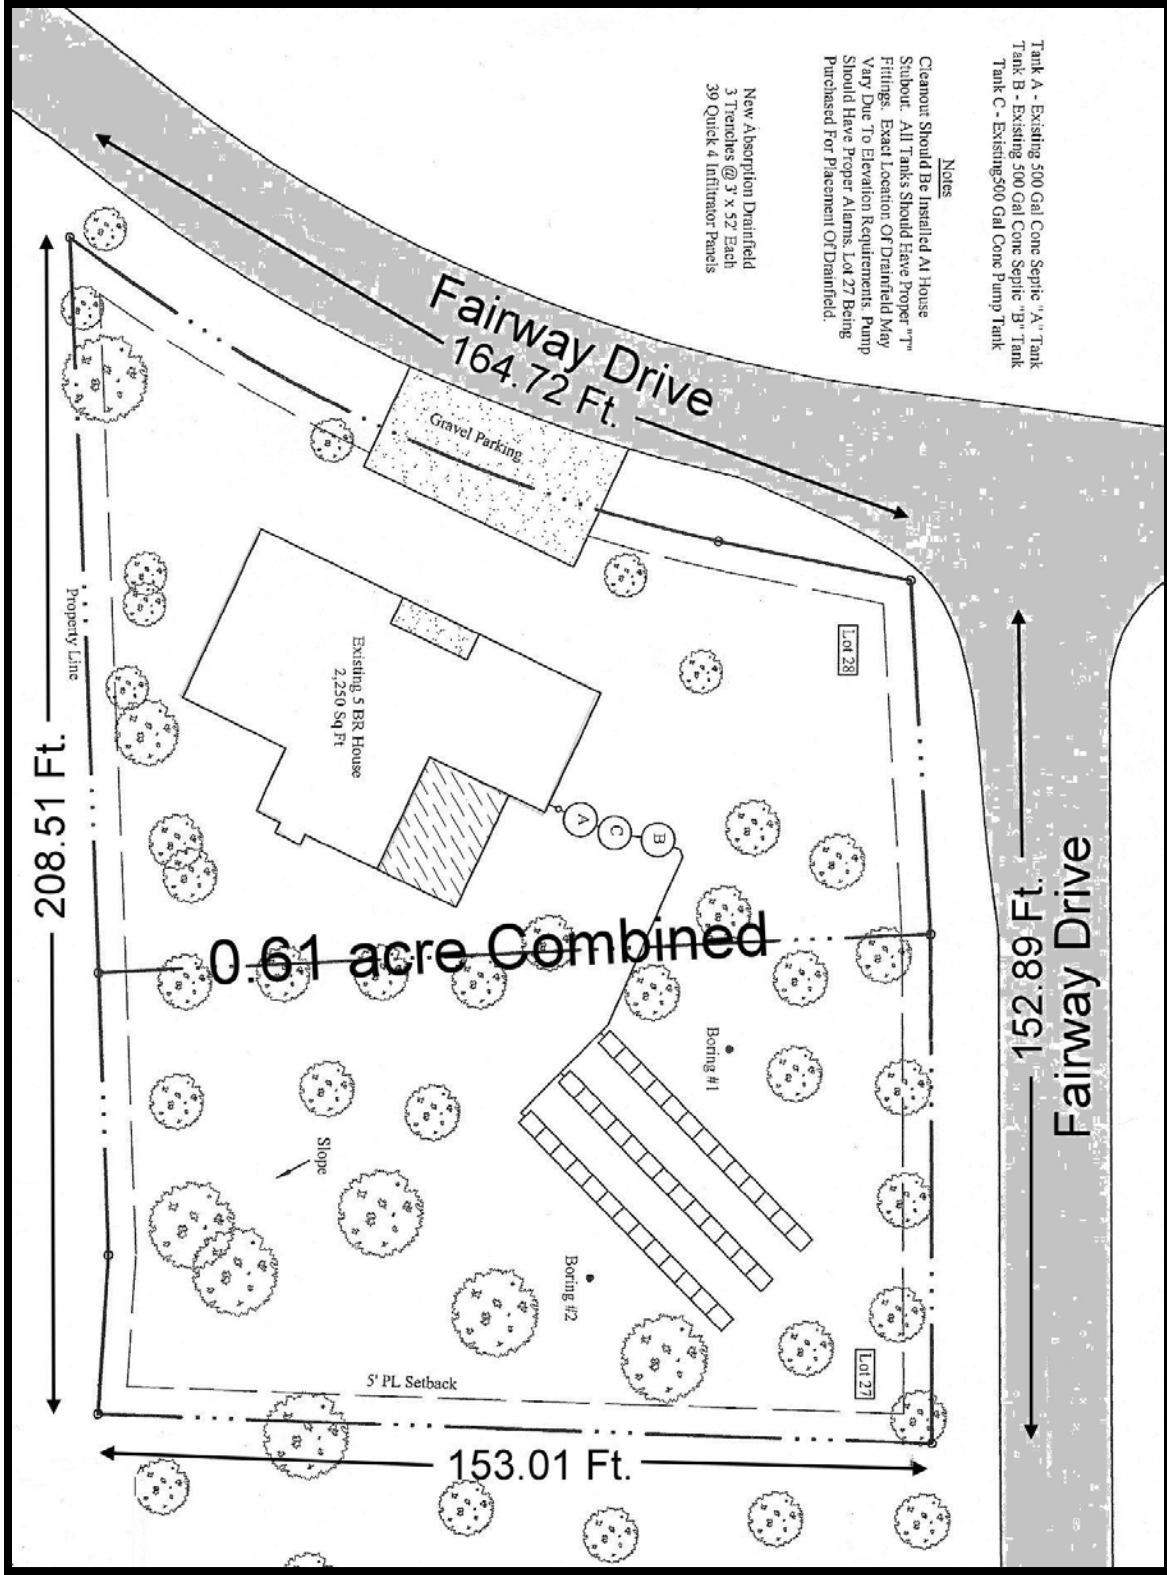 Tank A - Existing 500 Gal Conc Septic "A" Tank
Tank B - Existing 500 Gal Conc Septic "B" Tank
Tank C - Existing500 Gal Conc Pump Tank
Notes
Cleanout Should Be Installed At House
Stubout. All Tanks Should Have Proper "T"
Fittings. Exact Location Of Drainfield May
Vary Due To Elevation Requirements. Pump
Should Have Proper Alarms. Lot 27 Being
Purchased For Placement Of Drainfield.
New Absorption Drainfield
3 Trenches @ 3' x 52' Each
39 Quick 4 Infiltrator Panels
Fairway Drive
164.72 Ft.
Gravel Parking
Lot 28
Property Line
Existing 5 BR House
2,250 Sq Ft
A
C
B
208.51 Ft.
0.61 acre Combined
152.89 Ft.
Fairway Drive
Boring #1
Slope
Boring #2
Lot 27
5' PL Setback
153.01 Ft.